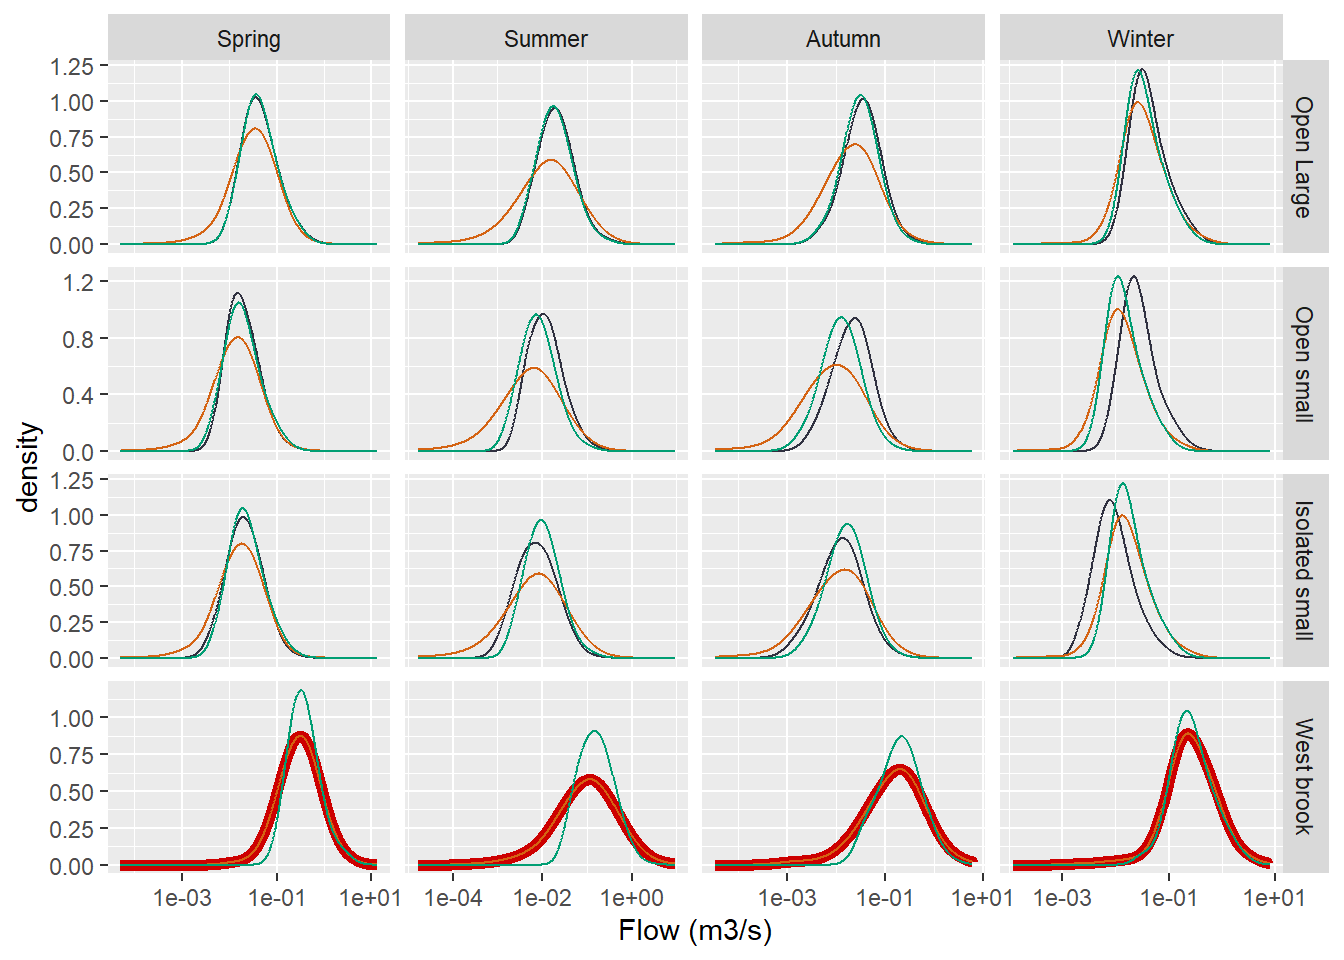 Spring Summer Autumn Winter
1.25
1.00
0.75
0.50
0.25
0.00
Open Large
1.2
0.8
0.4
0.0
Open small
density
1.25
1.00
0.75
0.50
0.25
0.00
Isolated small
1.00
0.75
0.50
0.25
0.00
West brook
1e-03 1e-01 1e+01 1e-04 1e-02 1e+00 1e-03 1e-01 1e+01 1e-03 1e-01 1e+01
Flow (m3/s)